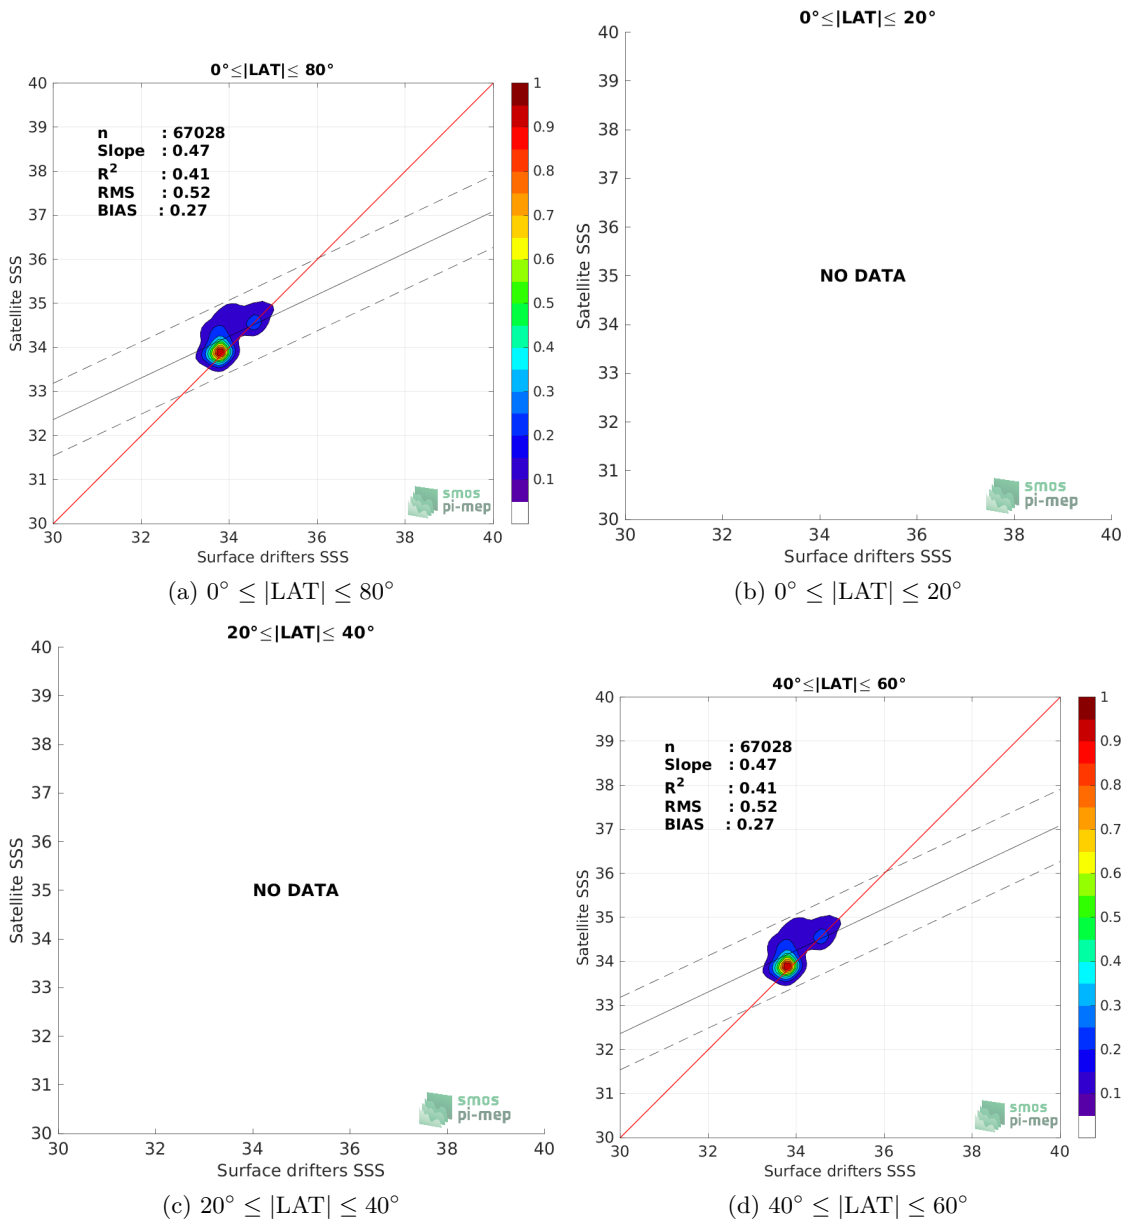 0°≤|LAT|≤ 80°
40
39
38
37
36
35
34
33
32
31
30
Satellite SSS
n : 67028
Slope : 0.47
R² : 0.41
RMS : 0.52
BIAS : 0.27
smos
pi-mep
30 32 34 36 38 40
Surface drifters SSS
1
0.9
0.8
0.7
0.6
0.5
0.4
0.3
0.2
0.1
(a) 0° ≤ |LAT| ≤ 80°
0°≤|LAT|≤ 20°
40
39
38
37
36
35
34
33
32
31
30
Satellite SSS
NO DATA
smos
pi-mep
30 32 34 36 38 40
Surface drifters SSS
(b) 0° ≤ |LAT| ≤ 20°
20°≤|LAT|≤ 40°
40
39
38
37
36
35
34
33
32
31
30
Satellite SSS
NO DATA
smos
pi-mep
30 32 34 36 38 40
Surface drifters SSS
(c) 20° ≤ |LAT| ≤ 40°
40°≤|LAT|≤ 60°
40
39
38
37
36
35
34
33
32
31
30
Satellite SSS
n : 67028
Slope : 0.47
R² : 0.41
RMS : 0.52
BIAS : 0.27
smos
pi-mep
30 32 34 36 38 40
Surface drifters SSS
1
0.9
0.8
0.7
0.6
0.5
0.4
0.3
0.2
0.1
(d) 40° ≤ |LAT| ≤ 60°